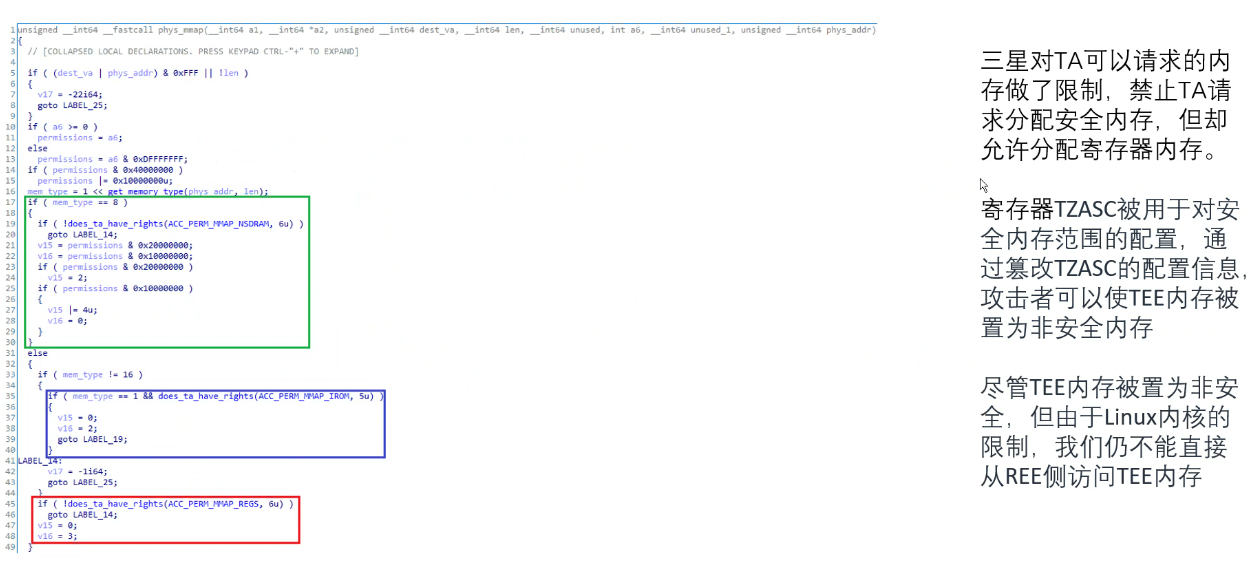 1 unsigned __int64 __fastcall phys_mmap(__int64 a1, __int64 *a2, unsigned __int64 dest_va, __int64 len, __int64 unused, int a6, __int64 unused_1, unsigned __int64 phys_addr)
2 {
3 // [COLLAPSED LOCAL DECLARATIONS. PRESS KEYPAD CTRL-"+" TO EXPAND]
4
5 if ( (dest_va | phys_addr) & 0xFFF || !len )
6 {
7 v17 = -22i64;
8 goto LABEL_25;
9 }
10 if ( a6 >= 0 )
11 permissions = a6;
12 else
13 permissions = a6 & 0xDFFFFFFF;
14 if ( permissions & 0x40000000 )
15 permissions |= 0x10000000u;
16 mem_type = 1 << get_memory_type(phys_addr, len);
17 if ( mem_type == 8 )
18 {
19 if ( !does_ta_have_rights(ACC_PERM_MMAP_NSDRAM, 6u) )
20 goto LABEL_14;
21 v15 = permissions & 0x20000000;
22 v16 = permissions & 0x10000000;
23 if ( permissions & 0x20000000 )
24 v15 = 2;
25 if ( permissions & 0x10000000 )
26 {
27 v15 |= 4u;
28 v16 = 0;
29 }
30 }
31 else
32 {
33 if ( mem_type != 16 )
34 {
35 if ( mem_type == 1 && does_ta_have_rights(ACC_PERM_MMAP_IROM, 5u) )
36 {
37 v15 = 0;
38 v16 = 2;
39 goto LABEL_19;
40 }
41 LABEL_14:
42 v17 = -1i64;
43 goto LABEL_25;
44 }
45 if ( !does_ta_have_rights(ACC_PERM_MMAP_REGS, 6u) )
46 goto LABEL_14;
47 v15 = 0;
48 v16 = 3;
49 }
三星对TA可以请求的内
存做了限制，禁止TA请
求分配安全内存，但却
允许分配寄存器内存。
寄存器TZASC被用于对安
全内存范围的配置，通
过篡改TZASC的配置信息，
攻击者可以使TEE内存被
置为非安全内存
尽管TEE内存被置为非安
全，但由于Linux内核的
限制，我们仍不能直接
从REE侧访问TEE内存